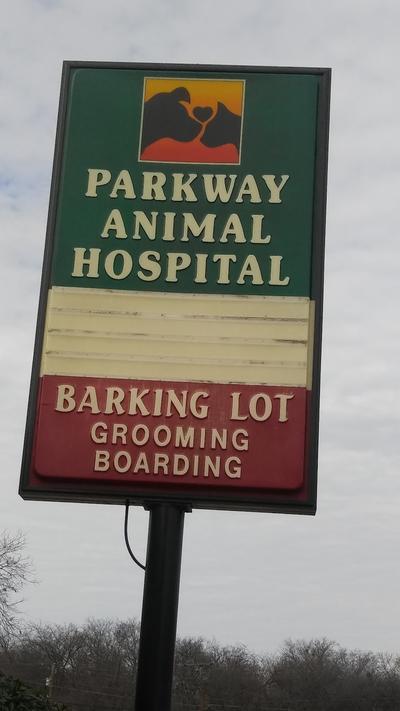 PARKWAY
ANIMAL
HOSPITAL
BARKING LOT
GROOMING
BOARDING